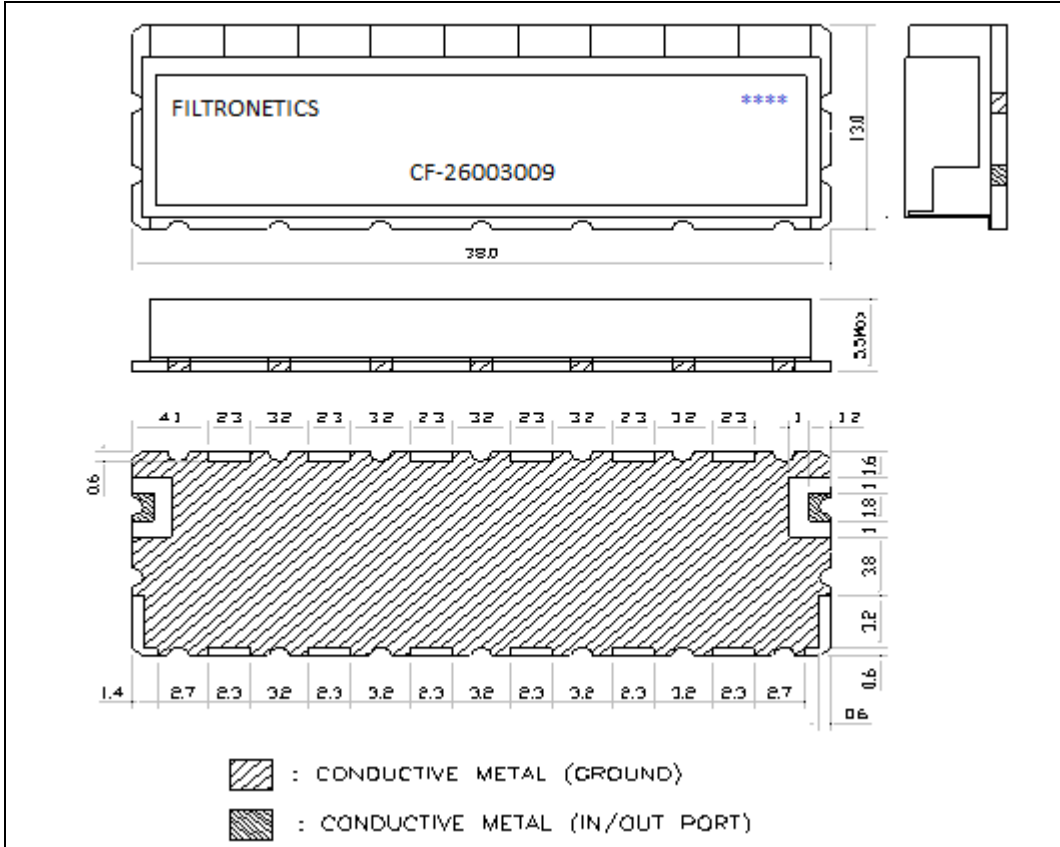 FILTRONETICS ****
CF-26003009
13.0
38.0
5.5Max
4.1 2.3 3.2 2.3 3.2 2.3 3.2 2.3 3.2 2.3 3.2 2.3 1 1.2
0.6
1.6
1
1.8
1
3.8
3.2
0.6
1.4 2.7 2.3 3.2 2.3 3.2 2.3 3.2 2.3 3.2 2.3 3.2 2.3 2.7
0.6
: CONDUCTIVE METAL (GROUND)
: CONDUCTIVE METAL (IN/OUT PORT)